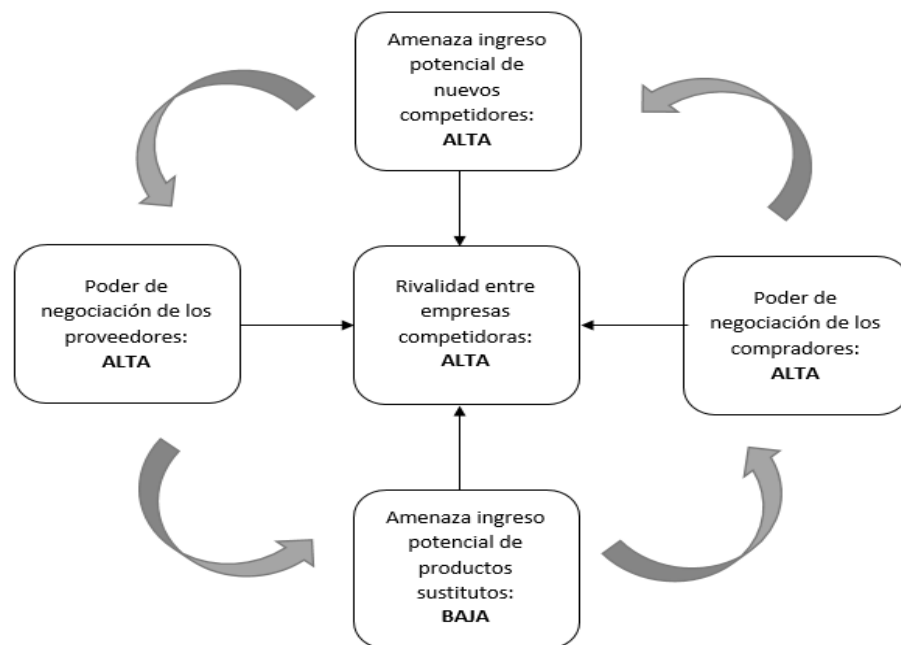 Amenaza ingreso
potencial de
nuevos
competidores:
ALTA
Poder de
negociación de los
proveedores:
ALTA
Rivalidad entre
empresas
competidoras:
ALTA
Poder de
negociación de los
compradores:
ALTA
Amenaza ingreso
potencial de
productos
sustitutos:
BAJA